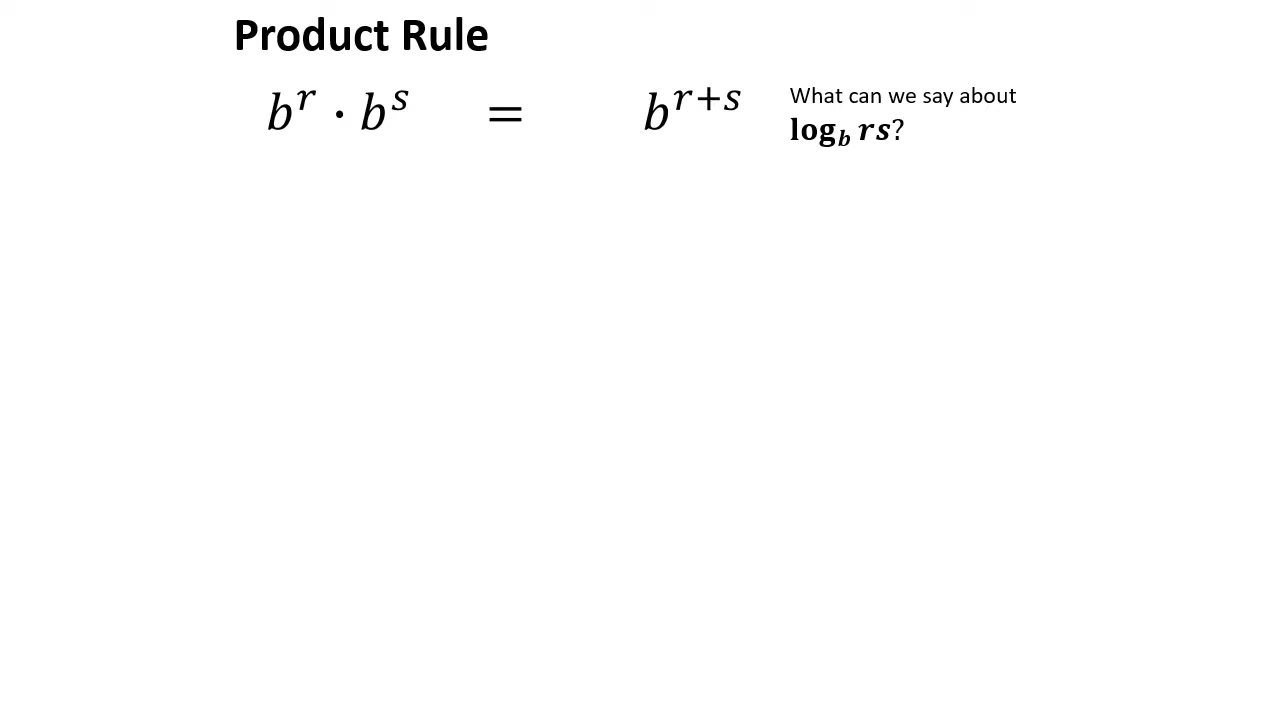 Product Rule
b^r · b^s = b^{r+s}
What can we say about
log_b rs?